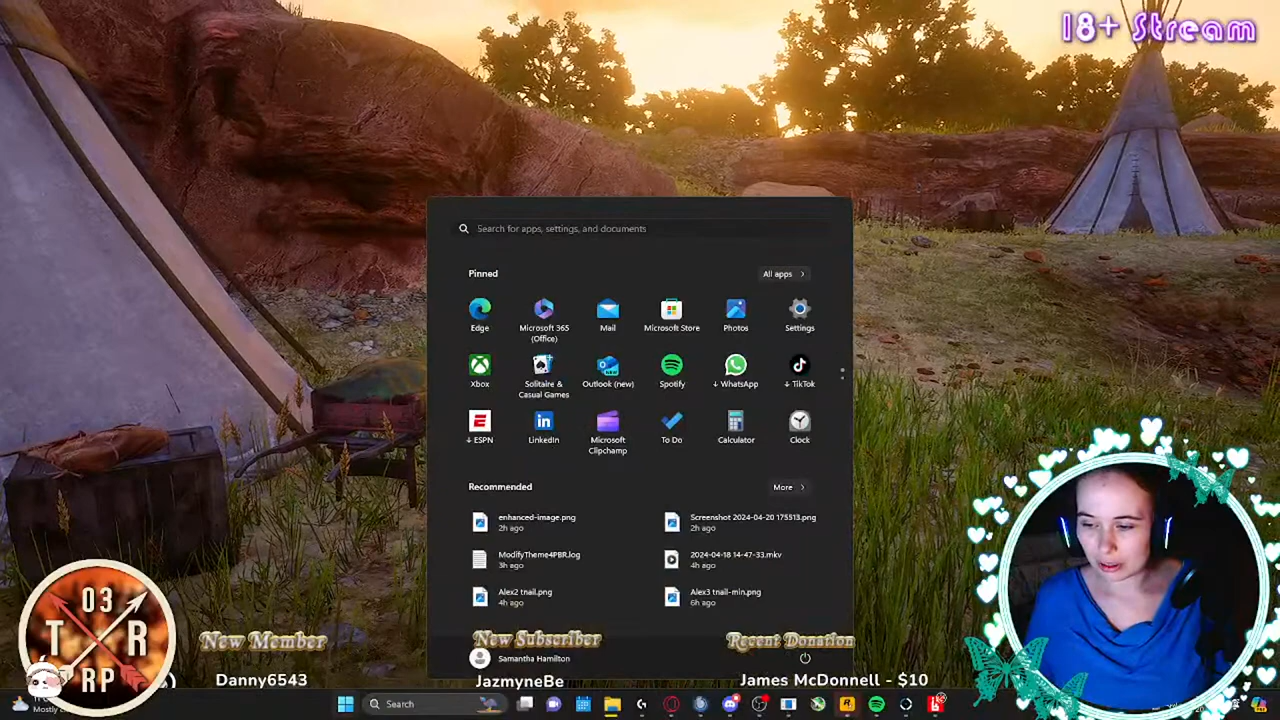 18+ Stream
Search for apps, settings, and documents
Pinned
All apps
Edge
Microsoft 365
(Office)
Mail
Microsoft Store
Photos
Settings
Xbox
Solitaire &
Casual Games
Outlook (new)
Spotify
↓ WhatsApp
↓ TikTok
↓ ESPN
LinkedIn
Microsoft
Clipchamp
To Do
Calculator
Clock
Recommended
More
enhanced-image.png
2h ago
Screenshot 2024-04-20 175513.png
2h ago
ModifyTheme4PBR.log
3h ago
2024-04-18 14-47-33.mkv
4h ago
Alex2 tnail.png
4h ago
Alex3 tnail-min.png
6h ago
03
T R
RP
New Member
New Subscriber
Recent Donation
Samantha Hamilton
Danny6543
JazmyneBe
James McDonnell - $10
Search